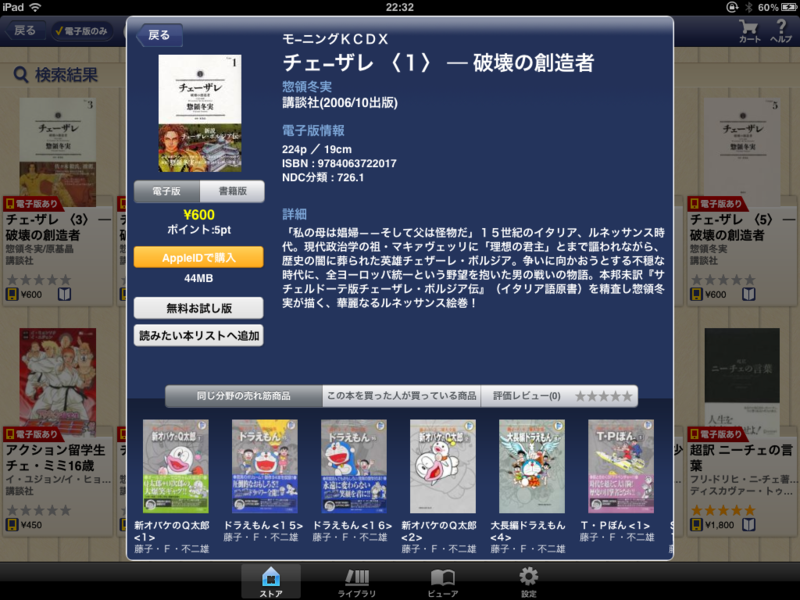 iPad
22:32
60%
戻る
✓電子版のみ
カート
ヘルプ
検索結果
戻る
モーニングＫＣＤＸ
チェーザレ 〈１〉 ― 破壊の創造者
惣領冬実
講談社(2006/10出版)
電子版情報
224p ／ 19cm
ISBN : 9784063722017
NDC分類 : 726.1
電子版
書籍版
¥600
ポイント:5pt
AppleIDで購入
44MB
無料お試し版
読みたい本リストへ追加
詳細
「私の母は娼婦――そして父は怪物だ」１５世紀のイタリア、ルネッサンス時
代。現代政治学の祖・マキァヴェッリに「理想の君主」とまで謳われながら、
歴史の闇に葬られた英雄チェザーレ・ボルジア。争いに向かおうとする不穏な
時代に、全ヨーロッパ統一という野望を抱いた男の戦いの物語。本邦未訳『サ
チェルドーテ版チェーザレ・ボルジア伝』（イタリア語原書）を精査し惣領冬
実が描く、華麗なるルネッサンス絵巻！
同じ分野の売れ筋商品
この本を買った人が買っている商品
評価レビュー(0)
新オバケのＱ太郎
<1>
藤子・Ｆ・不二雄
ドラえもん <１５>
藤子・Ｆ・不二雄
ドラえもん <１６>
藤子・Ｆ・不二雄
新オバケのＱ太郎
<2>
藤子・Ｆ・不二雄
大長編ドラえもん
<4>
藤子・Ｆ・不二雄
Ｔ・Ｐぼん <1>
藤子・Ｆ・不二雄
電子版あり
チェーザレ 〈3〉 ―
破壊の創造者
惣領冬実/原基晶
講談社
¥600
電子版あり
チェーザレ 〈5〉 ―
破壊の創造者
惣領冬実
講談社
¥600
電子版あり
アクション留学生
チェ・ミミ16歳
イ・ユジョン/イ・ヒョ...
講談社
¥450
電子版あり
超訳 ニーチェの言
葉
フリ-ドリヒ・ニ-チェ著...
ディスカヴァー・トゥ...
¥1,800
ストア
ライブラリ
ビューア
設定